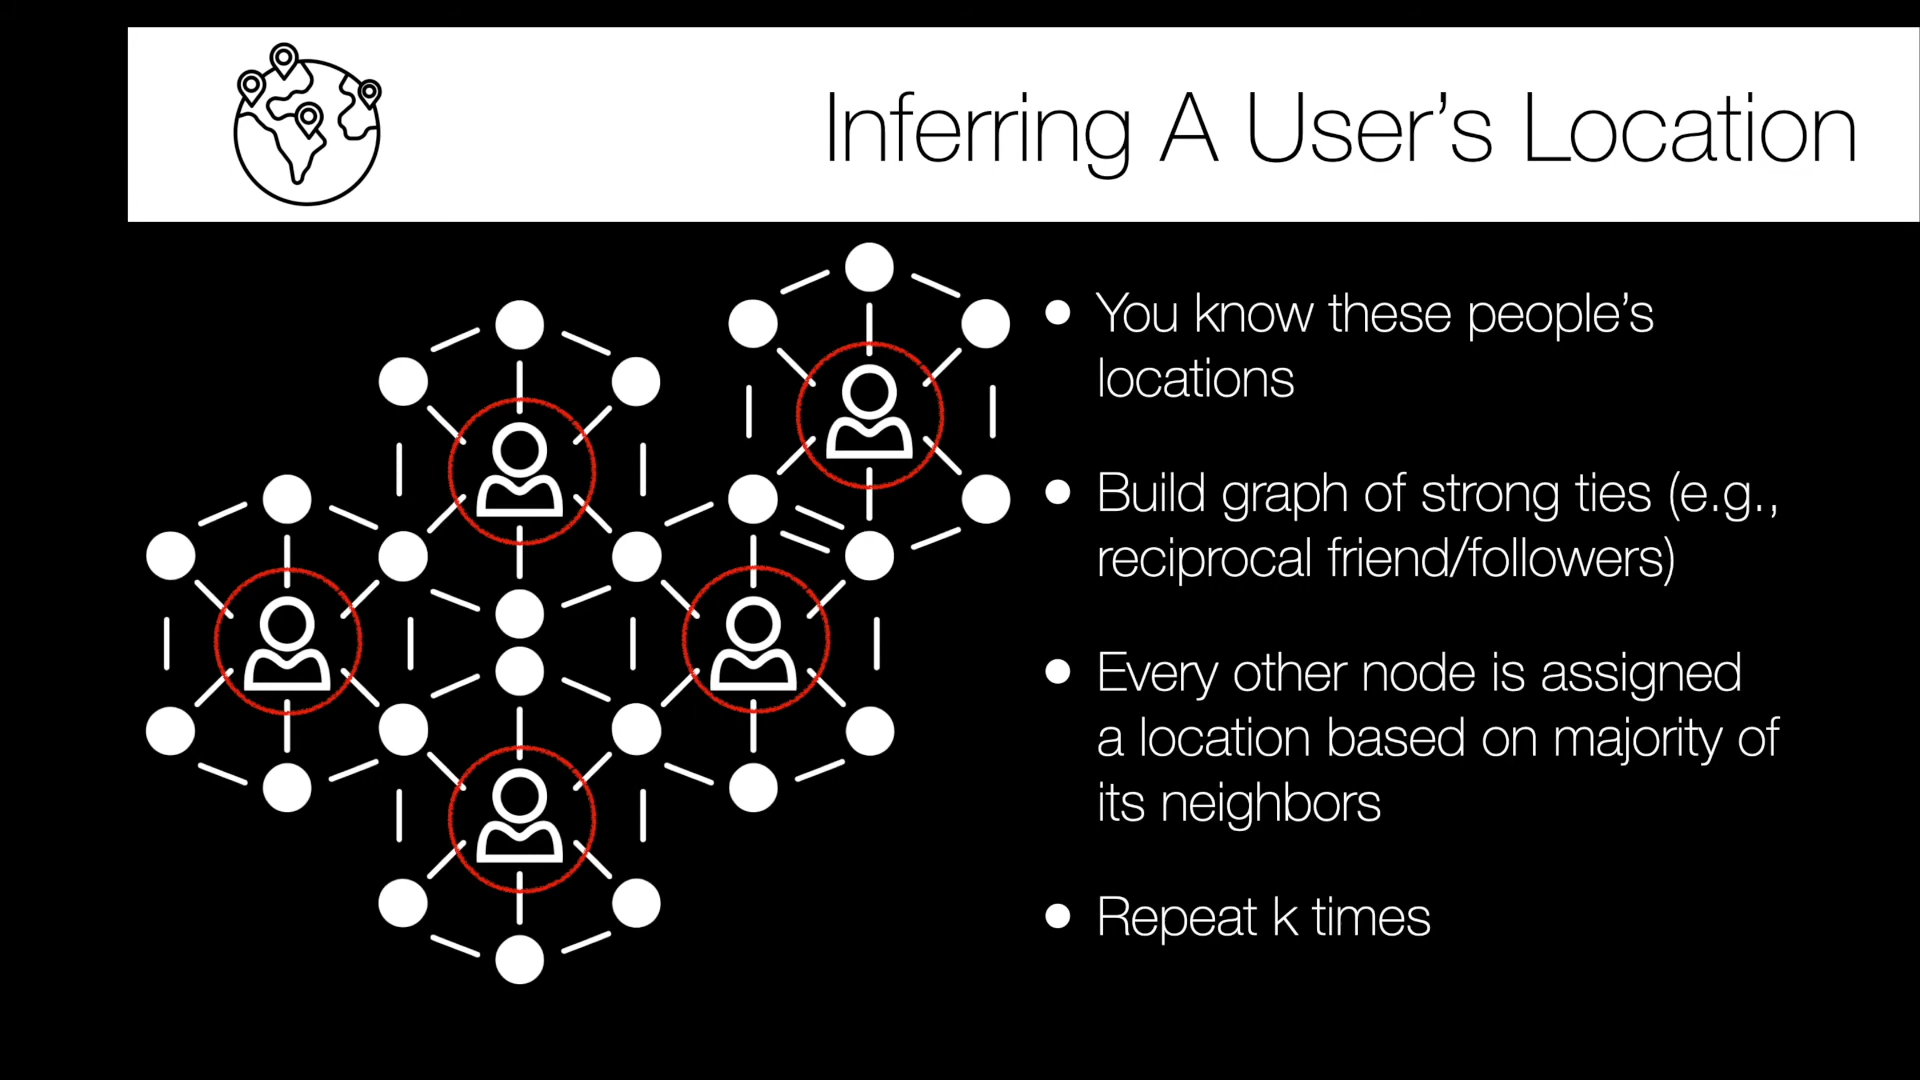 Inferring A User’s Location
● You know these people’s
locations
● Build graph of strong ties (e.g.,
reciprocal friend/followers)
● Every other node is assigned
a location based on majority of
its neighbors
● Repeat k times